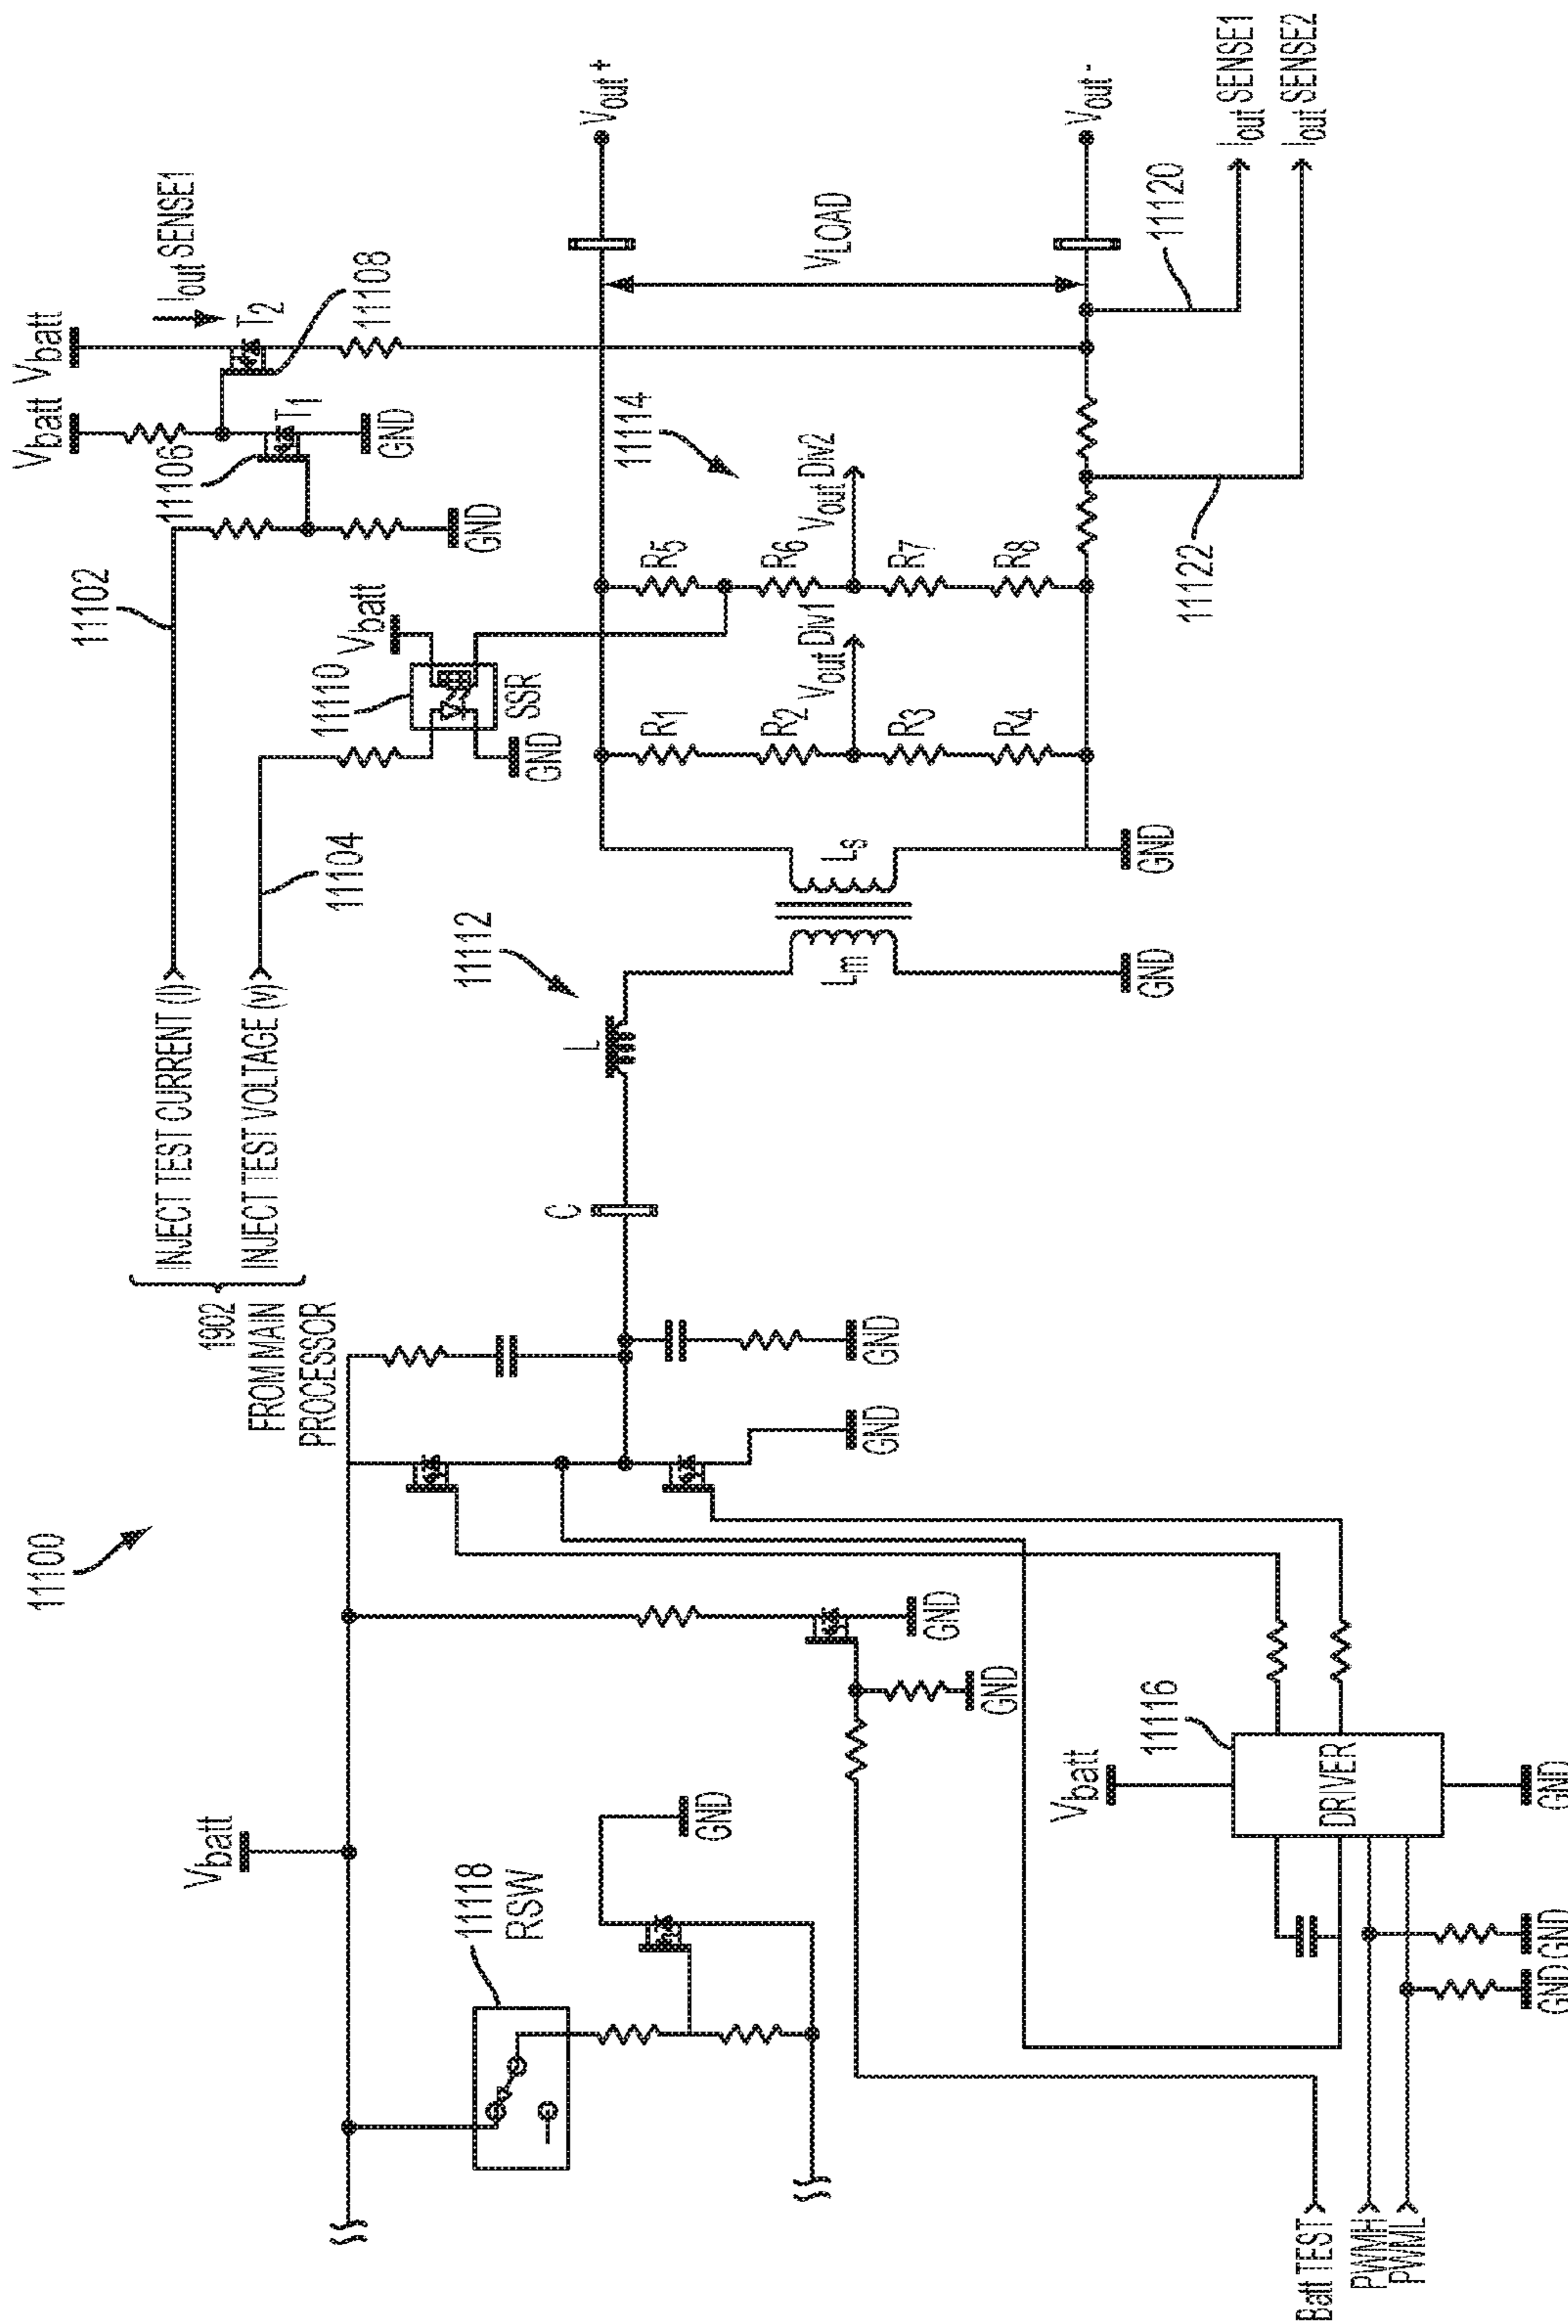 11100
Vbatt
11118
RSW
GND
GND
GND
Vbatt
11116
DRIVER
GND
GND
GND
Batt TEST
PWMH
PWML
GND
GND
1902
FROM MAIN
PROCESSOR
INJECT TEST CURRENT (I)
INJECT TEST VOLTAGE (v)
11102
11104
C
L
11112
Lm
Ls
GND
GND
11110
Vbatt
SSR
GND
GND
Vbatt
11106
T1
GND
Vbatt
Iout SENSE1
T2
11108
R1
R2
Vout Div1
R3
R4
R5
R6
Vout Div2
R7
R8
11114
VLOAD
Vout+
Vout-
11120
11122
Iout SENSE1
Iout SENSE2